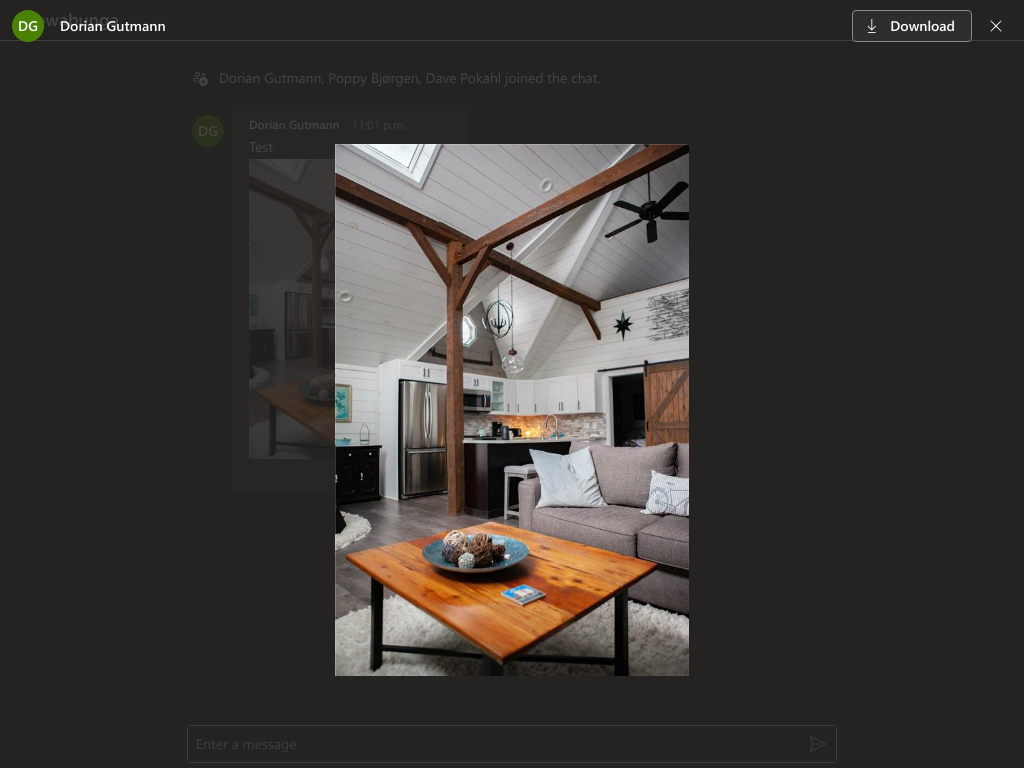 DG Dorian Gutmann
Download
Dorian Gutmann, Poppy Bjørgen, Dave Pokahl joined the chat.
DG
Dorian Gutmann 11:01 p.m.
Test
Enter a message